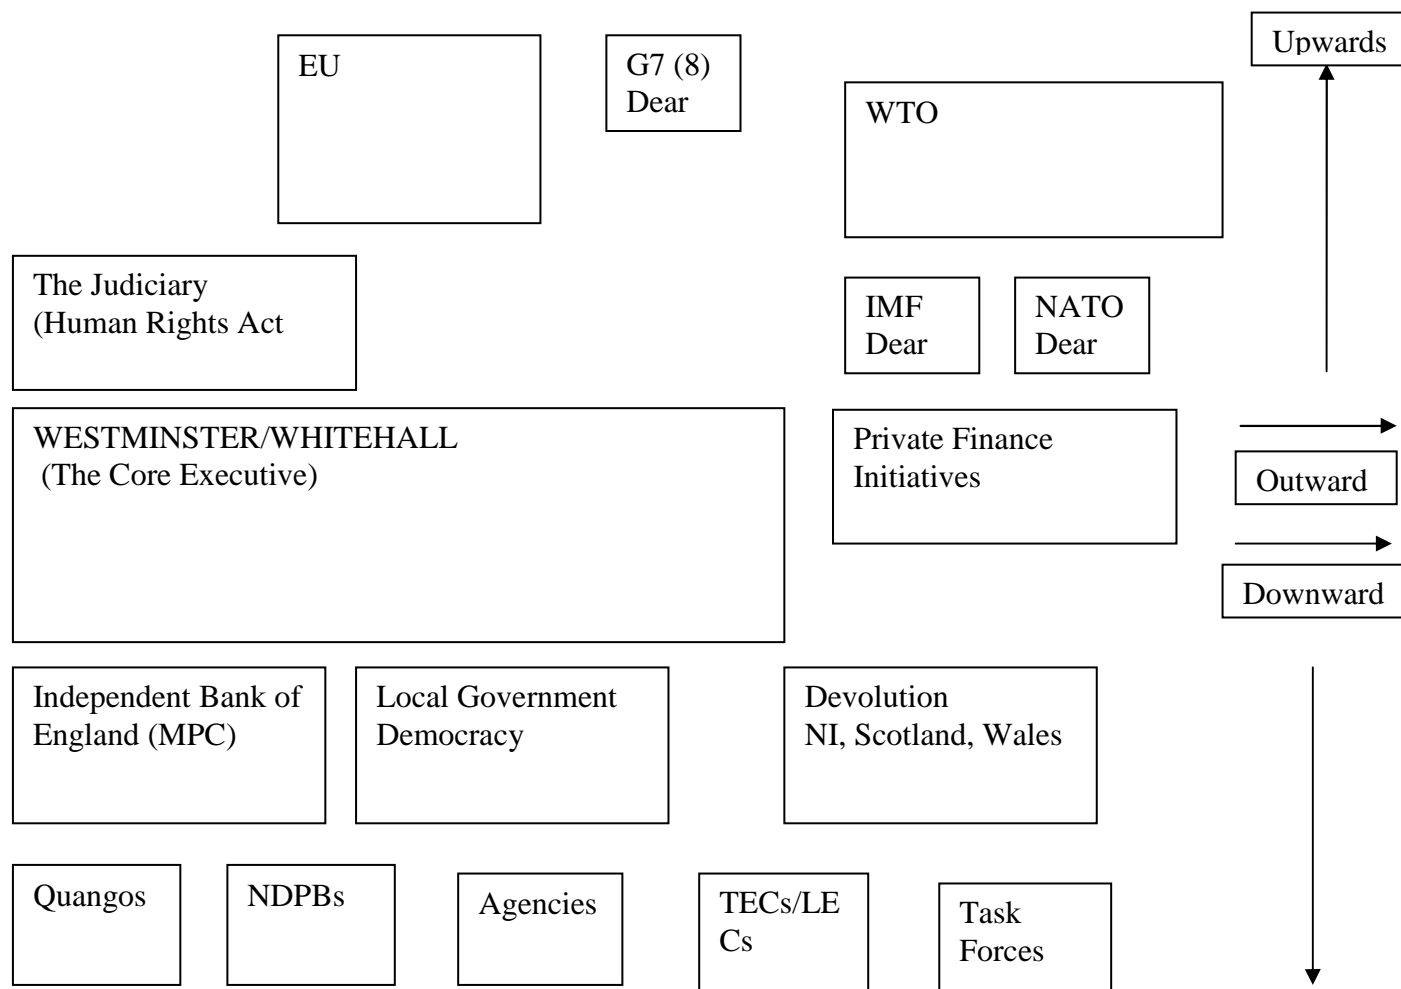 EU
G7 (8)
Dear
Upwards
WTO
The Judiciary
(Human Rights Act
IMF
Dear
NATO
Dear
WESTMINSTER/WHITEHALL
(The Core Executive)
Private Finance
Initiatives
Outward
Downward
Independent Bank of
England (MPC)
Local Government
Democracy
Devolution
NI, Scotland, Wales
Quangos
NDPBs
Agencies
TECs/LE
Cs
Task
Forces